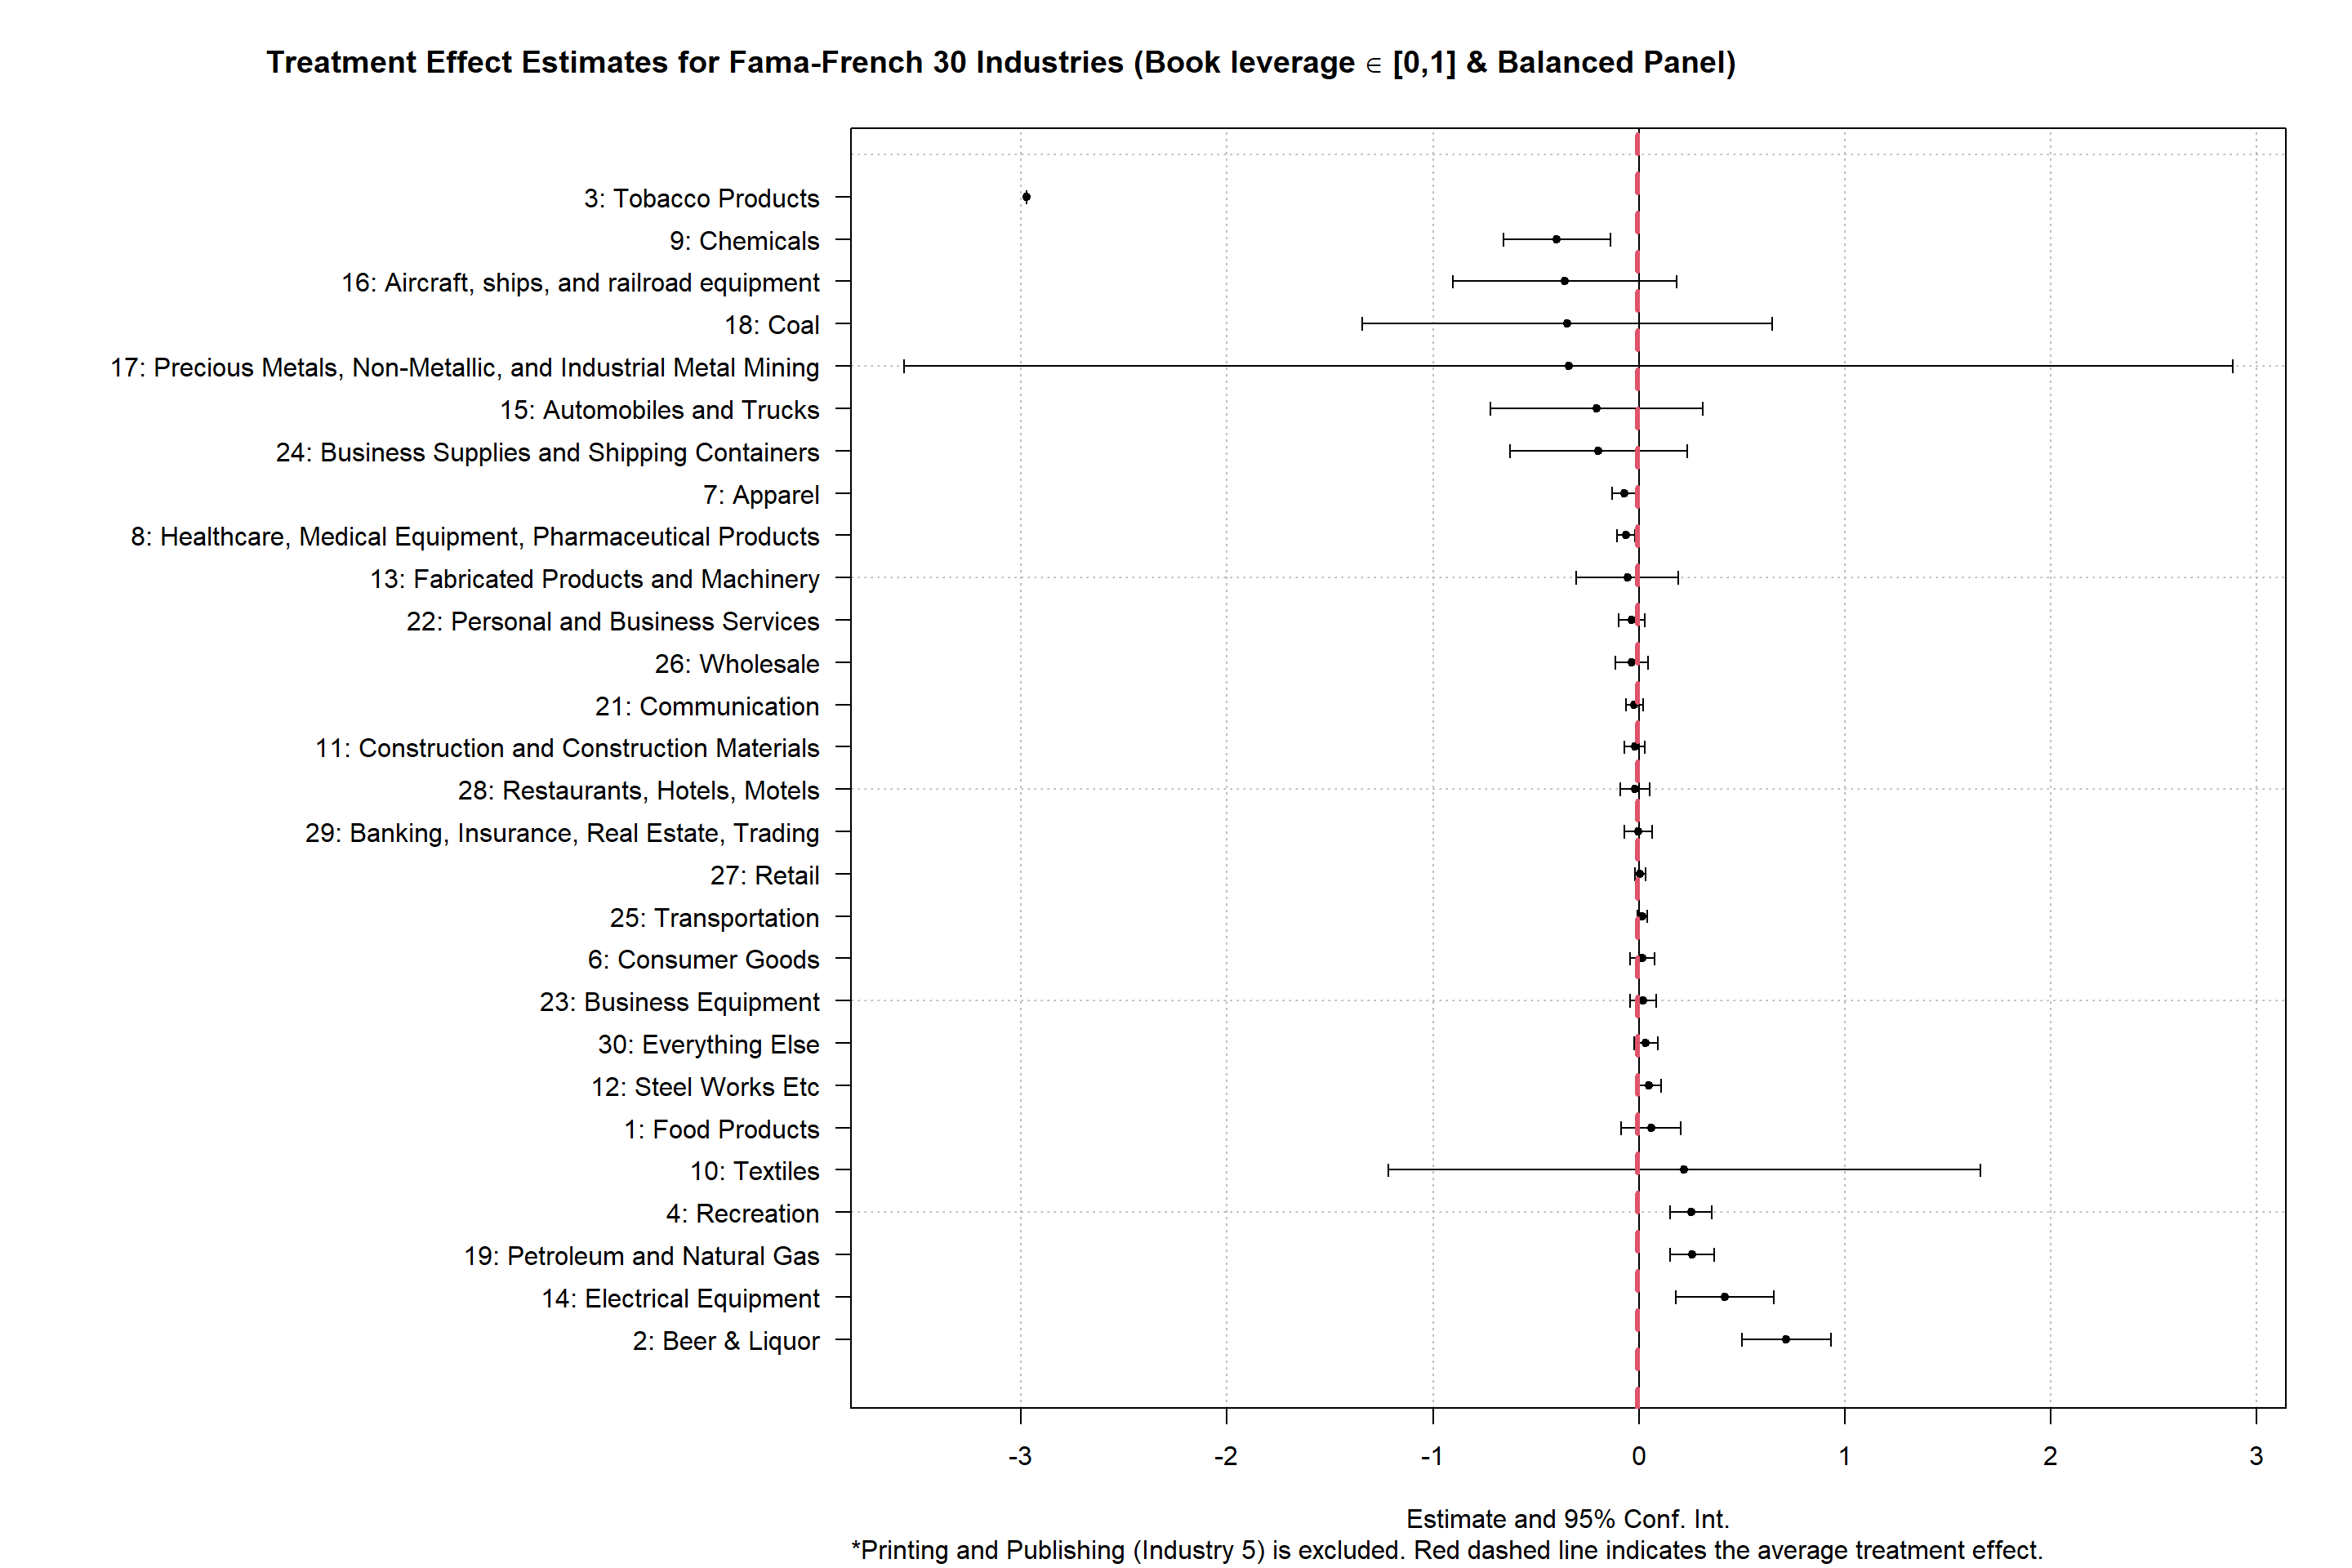 Treatment Effect Estimates for Fama-French 30 Industries (Book leverage ∈ [0,1] & Balanced Panel)
3: Tobacco Products
9: Chemicals
16: Aircraft, ships, and railroad equipment
18: Coal
17: Precious Metals, Non-Metallic, and Industrial Metal Mining
15: Automobiles and Trucks
24: Business Supplies and Shipping Containers
7: Apparel
8: Healthcare, Medical Equipment, Pharmaceutical Products
13: Fabricated Products and Machinery
22: Personal and Business Services
26: Wholesale
21: Communication
11: Construction and Construction Materials
28: Restaurants, Hotels, Motels
29: Banking, Insurance, Real Estate, Trading
27: Retail
25: Transportation
6: Consumer Goods
23: Business Equipment
30: Everything Else
12: Steel Works Etc
1: Food Products
10: Textiles
4: Recreation
19: Petroleum and Natural Gas
14: Electrical Equipment
2: Beer & Liquor
-3 -2 -1 0 1 2 3
Estimate and 95% Conf. Int.
*Printing and Publishing (Industry 5) is excluded. Red dashed line indicates the average treatment effect.